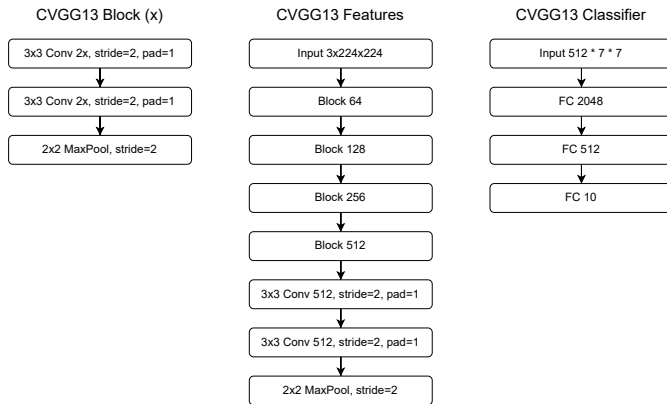 CVGG13 Block (x)
3x3 Conv 2x, stride=2, pad=1
3x3 Conv 2x, stride=2, pad=1
2x2 MaxPool, stride=2
CVGG13 Features
Input 3x224x224
Block 64
Block 128
Block 256
Block 512
3x3 Conv 512, stride=2, pad=1
3x3 Conv 512, stride=2, pad=1
2x2 MaxPool, stride=2
CVGG13 Classifier
Input 512 * 7 * 7
FC 2048
FC 512
FC 10